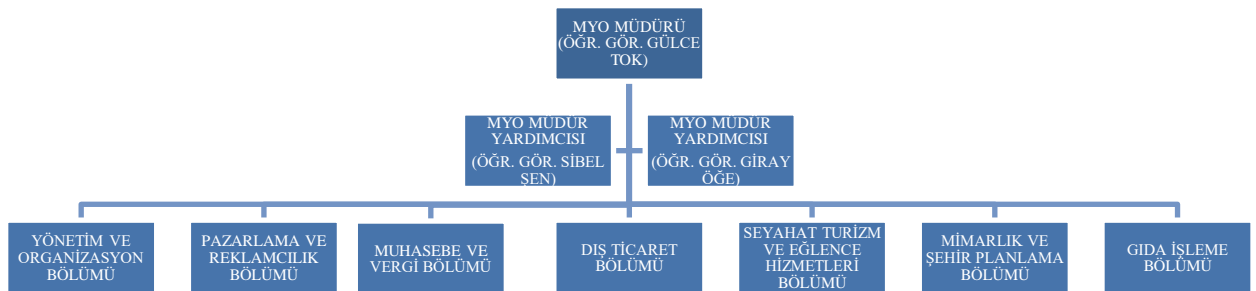 MYO MÜDÜRÜ
(ÖĞR. GÖR. GÜLCE
TOK)
MYO MÜDÜR
YARDIMCISI
(ÖĞR. GÖR. SİBEL
ŞEN)
MYO MÜDÜR
YARDIMCISI
(ÖĞR. GÖR. GİRAY
ÖĞE)
YÖNETİM VE
ORGANİZASYON
BÖLÜMÜ
PAZARLAMA VE
REKLAMCILIK
BÖLÜMÜ
MUHASEBE VE
VERGİ BÖLÜMÜ
DIŞ TİCARET
BÖLÜMÜ
SEYAHAT TURİZM
VE EĞLENCE
HİZMETLERİ
BÖLÜMÜ
MİMARLIK VE
ŞEHİR PLANLAMA
BÖLÜMÜ
GIDA İŞLEME
BÖLÜMÜ